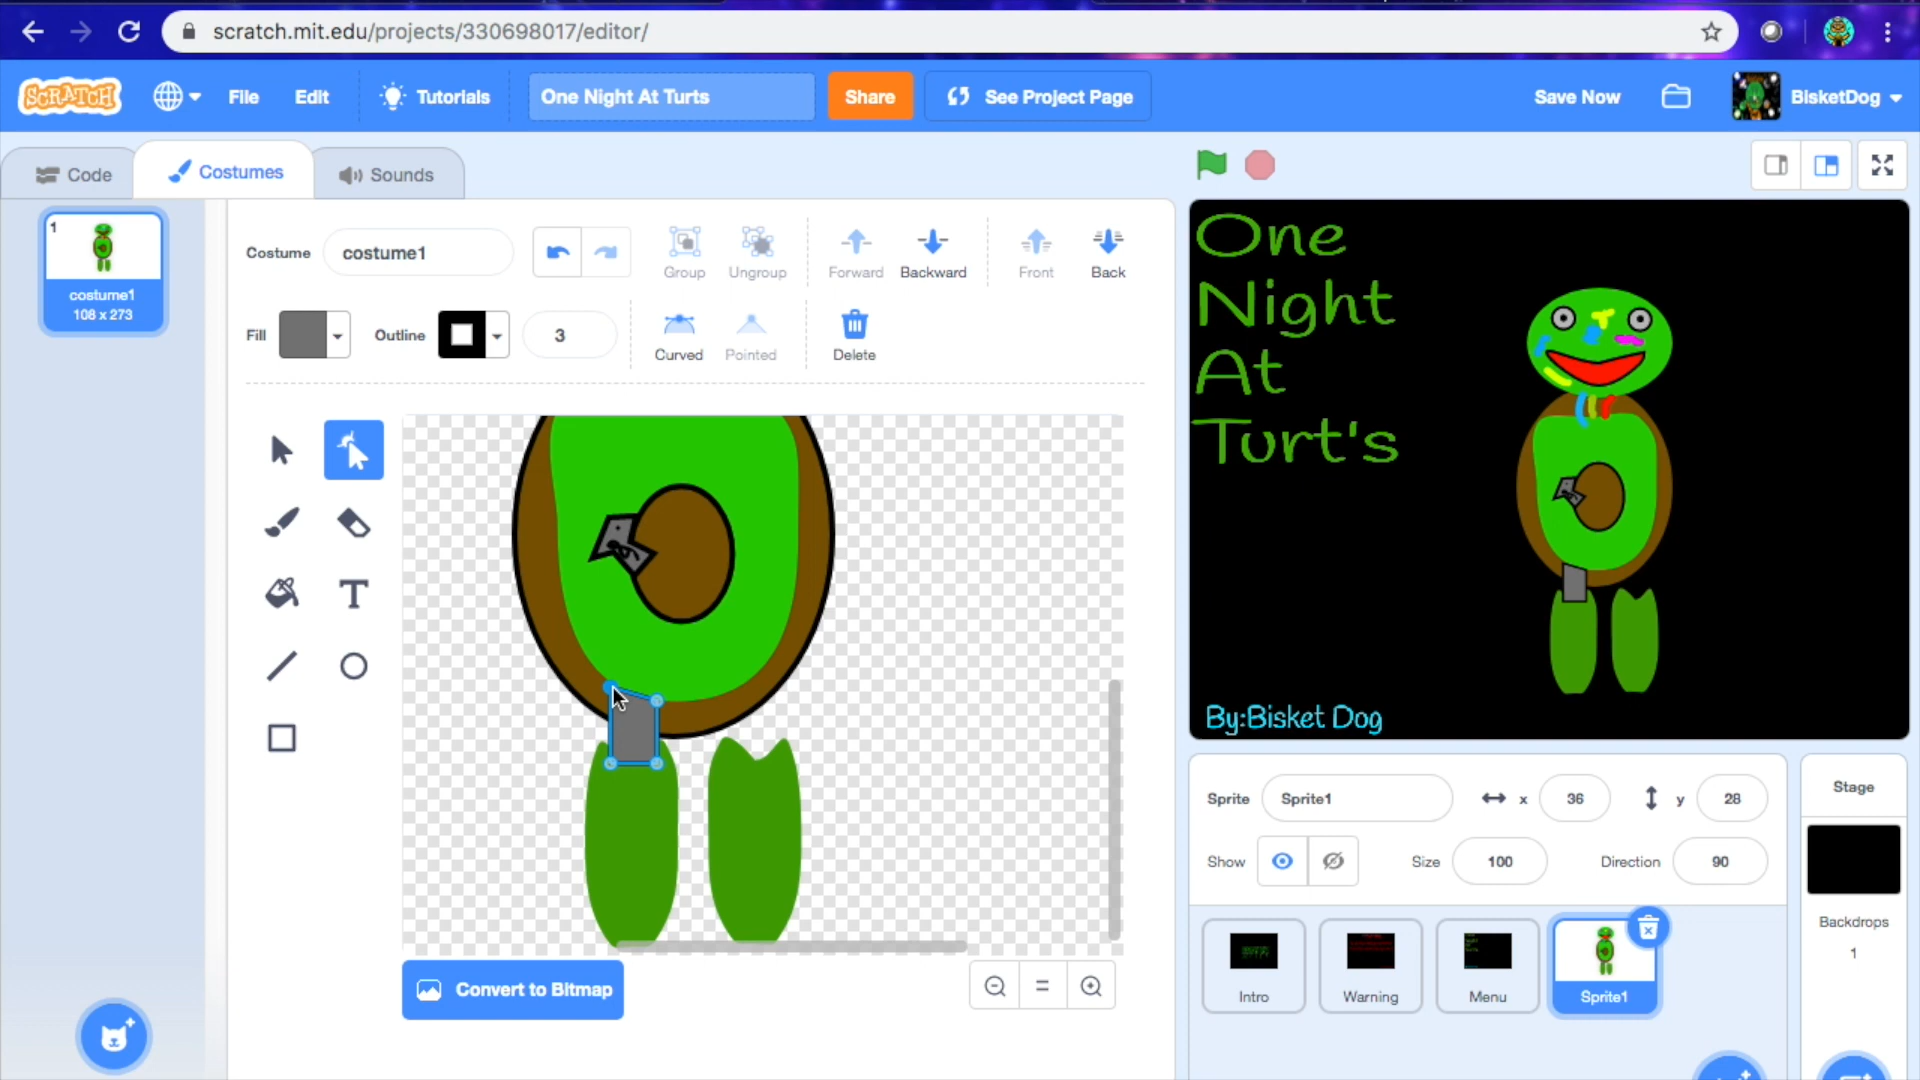 scratch.mit.edu/projects/330698017/editor/
SCRATCH File Edit Tutorials One Night At Turts Share See Project Page Save Now BIsketDog
Code Costumes Sounds
1
costume1
108 x 273
Costume costume1 Group Ungroup Forward Backward Front Back
Fill Outline 3 Curved Pointed Delete
T
Convert to Bitmap
=
One
Night
At
Turt's
By:Bisket Dog
Sprite Sprite1 x 36 y 28
Show Size 100 Direction 90
Intro Warning Menu Sprite1
Stage
Backdrops
1